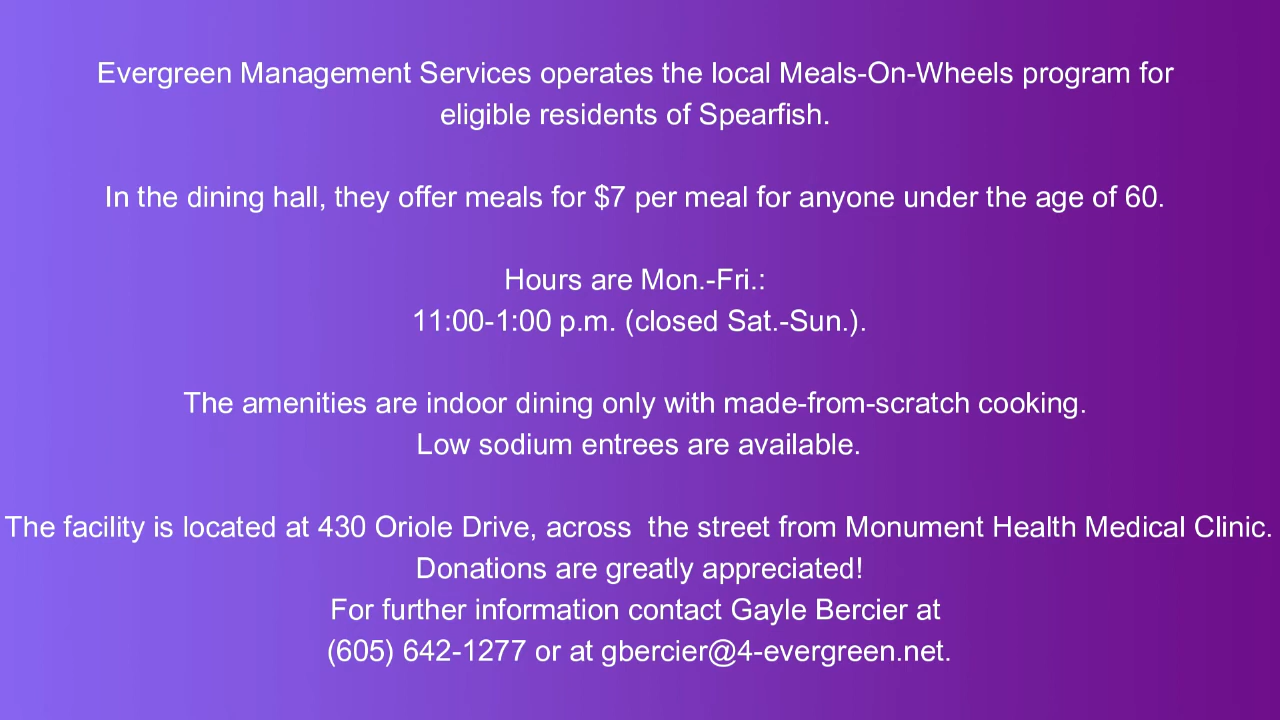 Evergreen Management Services operates the local Meals-On-Wheels program for
eligible residents of Spearfish.
In the dining hall, they offer meals for $7 per meal for anyone under the age of 60.
Hours are Mon.-Fri.:
11:00-1:00 p.m. (closed Sat.-Sun.).
The amenities are indoor dining only with made-from-scratch cooking.
Low sodium entrees are available.
The facility is located at 430 Oriole Drive, across  the street from Monument Health Medical Clinic.
Donations are greatly appreciated!
For further information contact Gayle Bercier at
(605) 642-1277 or at gbercier@4-evergreen.net.